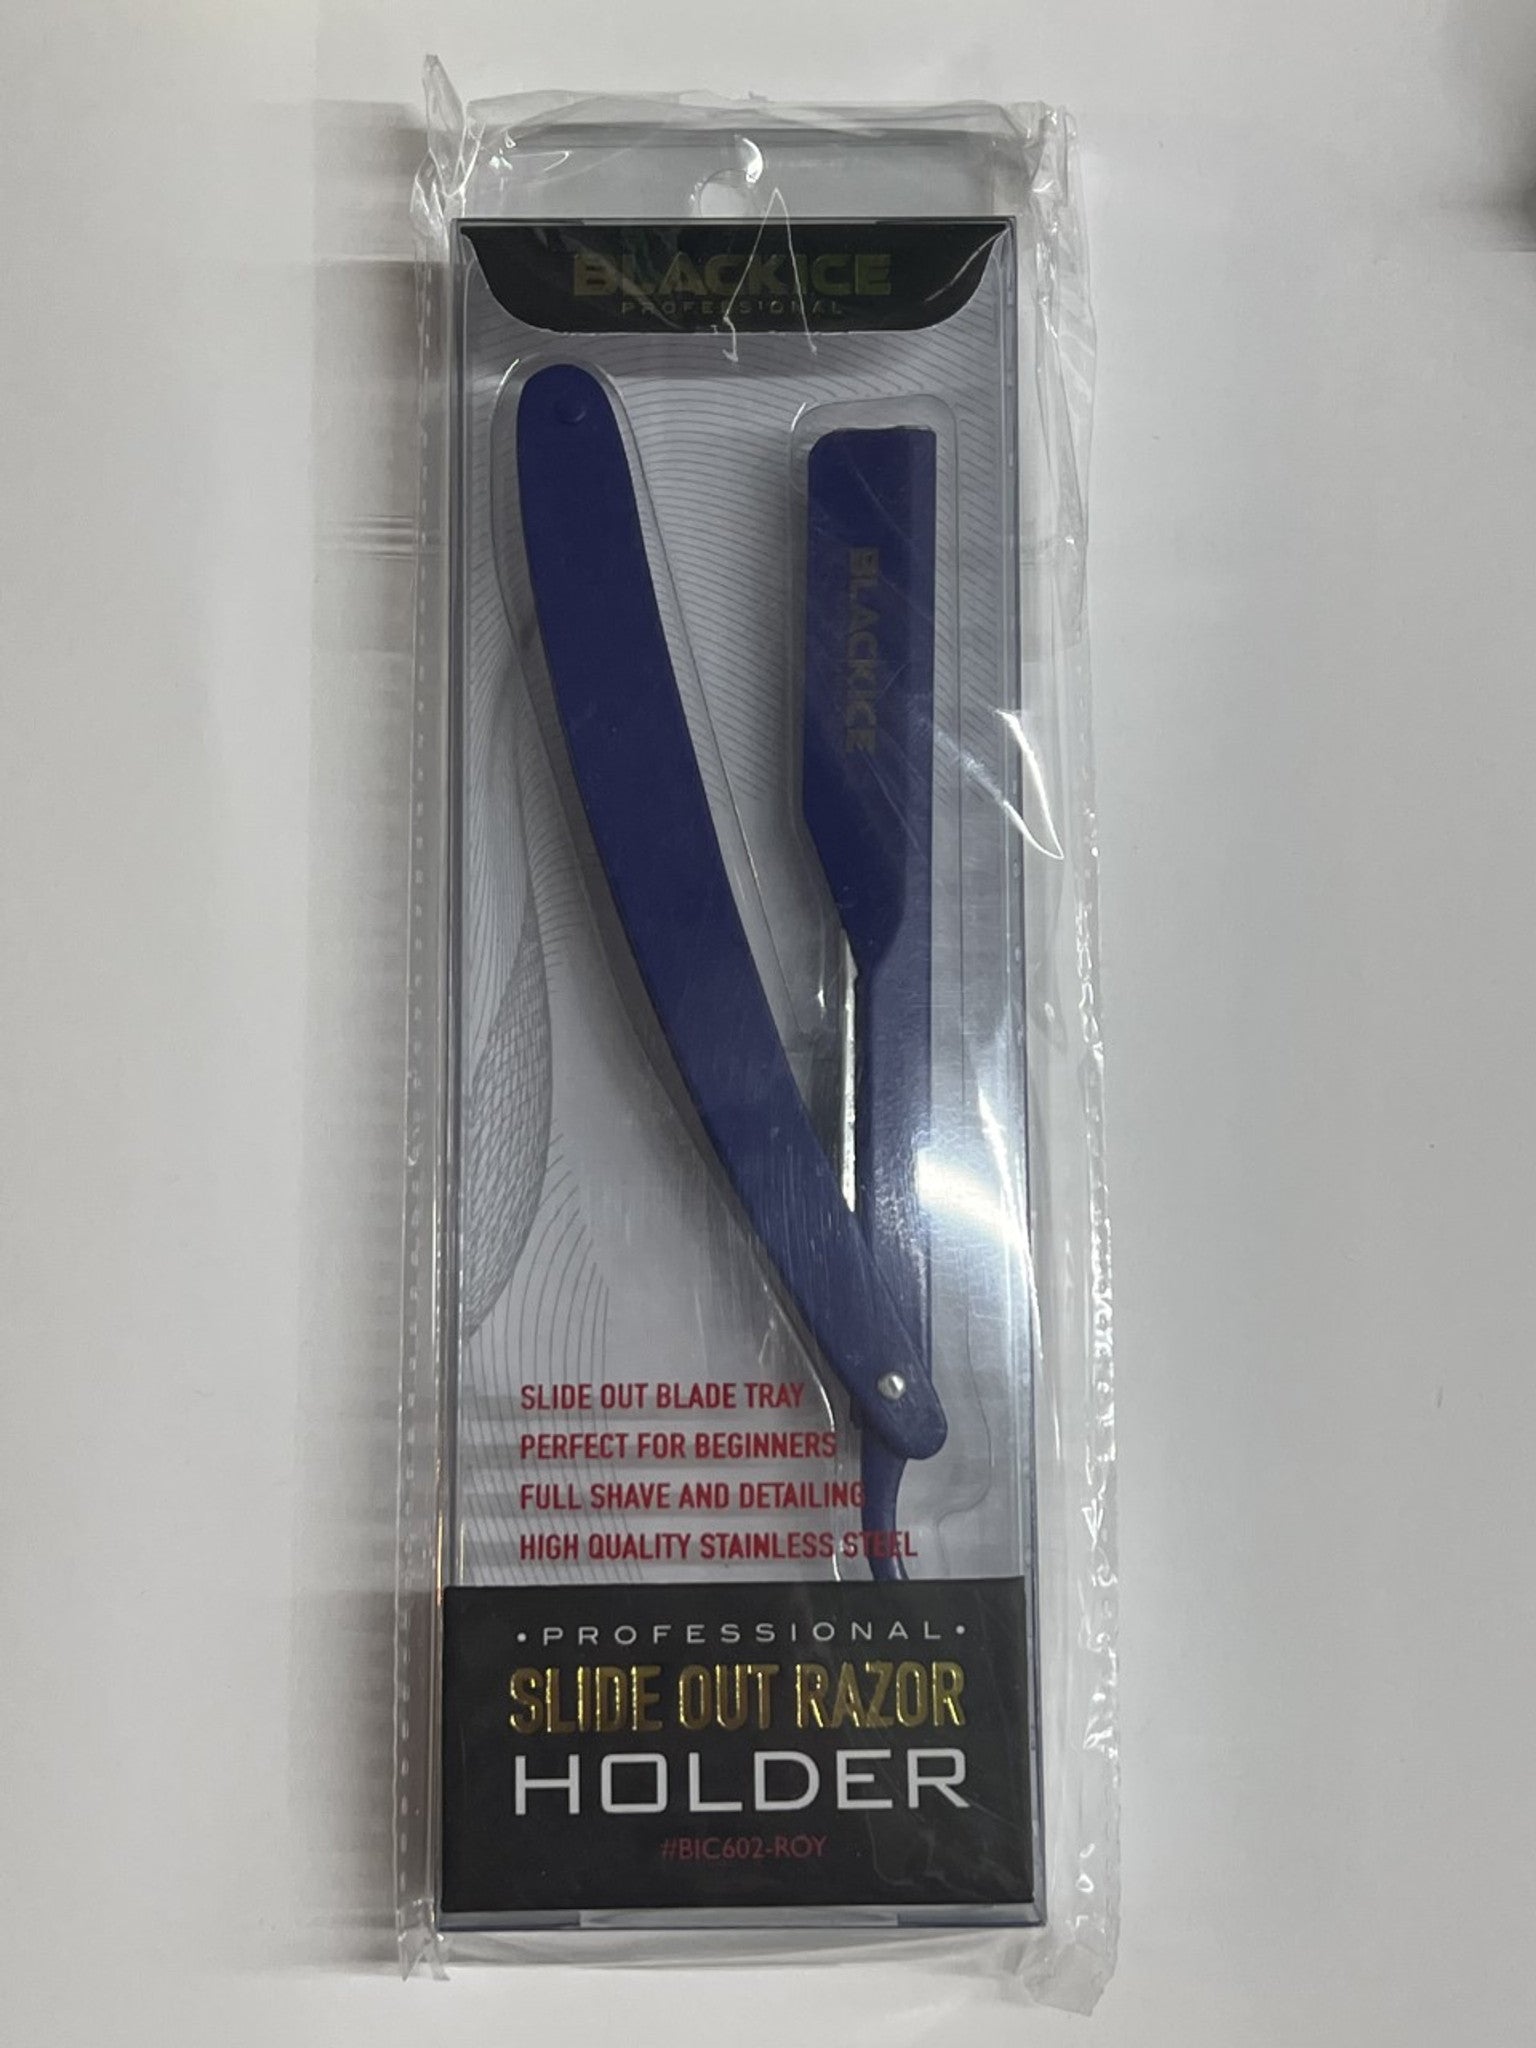 BLACKICE
PROFESSIONAL
BLACKICE
SLIDE OUT BLADE TRAY
PERFECT FOR BEGINNERS
FULL SHAVE AND DETAILING
HIGH QUALITY STAINLESS STEEL
• PROFESSIONAL •
SLIDE OUT RAZOR
HOLDER
#BIC602-ROY